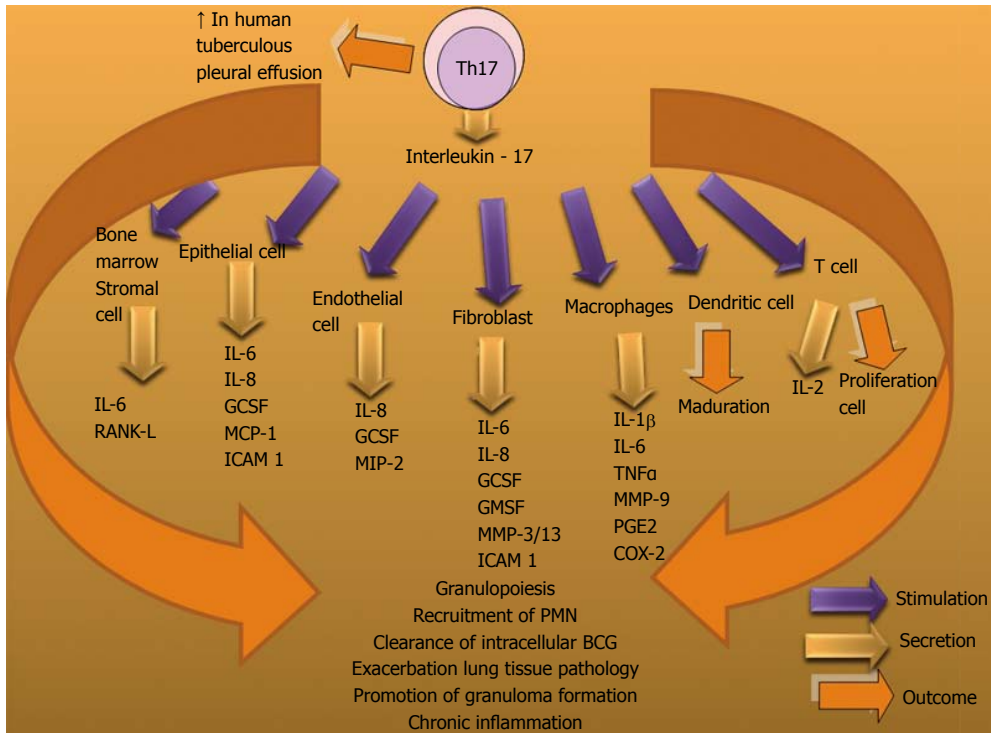 ↑ In human
tuberculous
pleural effusion
Th17
Interleukin - 17
Bone
marrow
Stromal
cell
IL-6
RANK-L
Epithelial cell
IL-6
IL-8
GCSF
MCP-1
ICAM 1
Endothelial
cell
IL-8
GCSF
MIP-2
Fibroblast
IL-6
IL-8
GCSF
GMSF
MMP-3/13
ICAM 1
Macrophages
IL-1β
IL-6
TNFα
MMP-9
PGE2
COX-2
Dendritic cell
Maduration
T cell
IL-2
Proliferation
cell
Granulopoiesis
Recruitment of PMN
Clearance of intracellular BCG
Exacerbation lung tissue pathology
Promotion of granuloma formation
Chronic inflammation
Stimulation
Secretion
Outcome